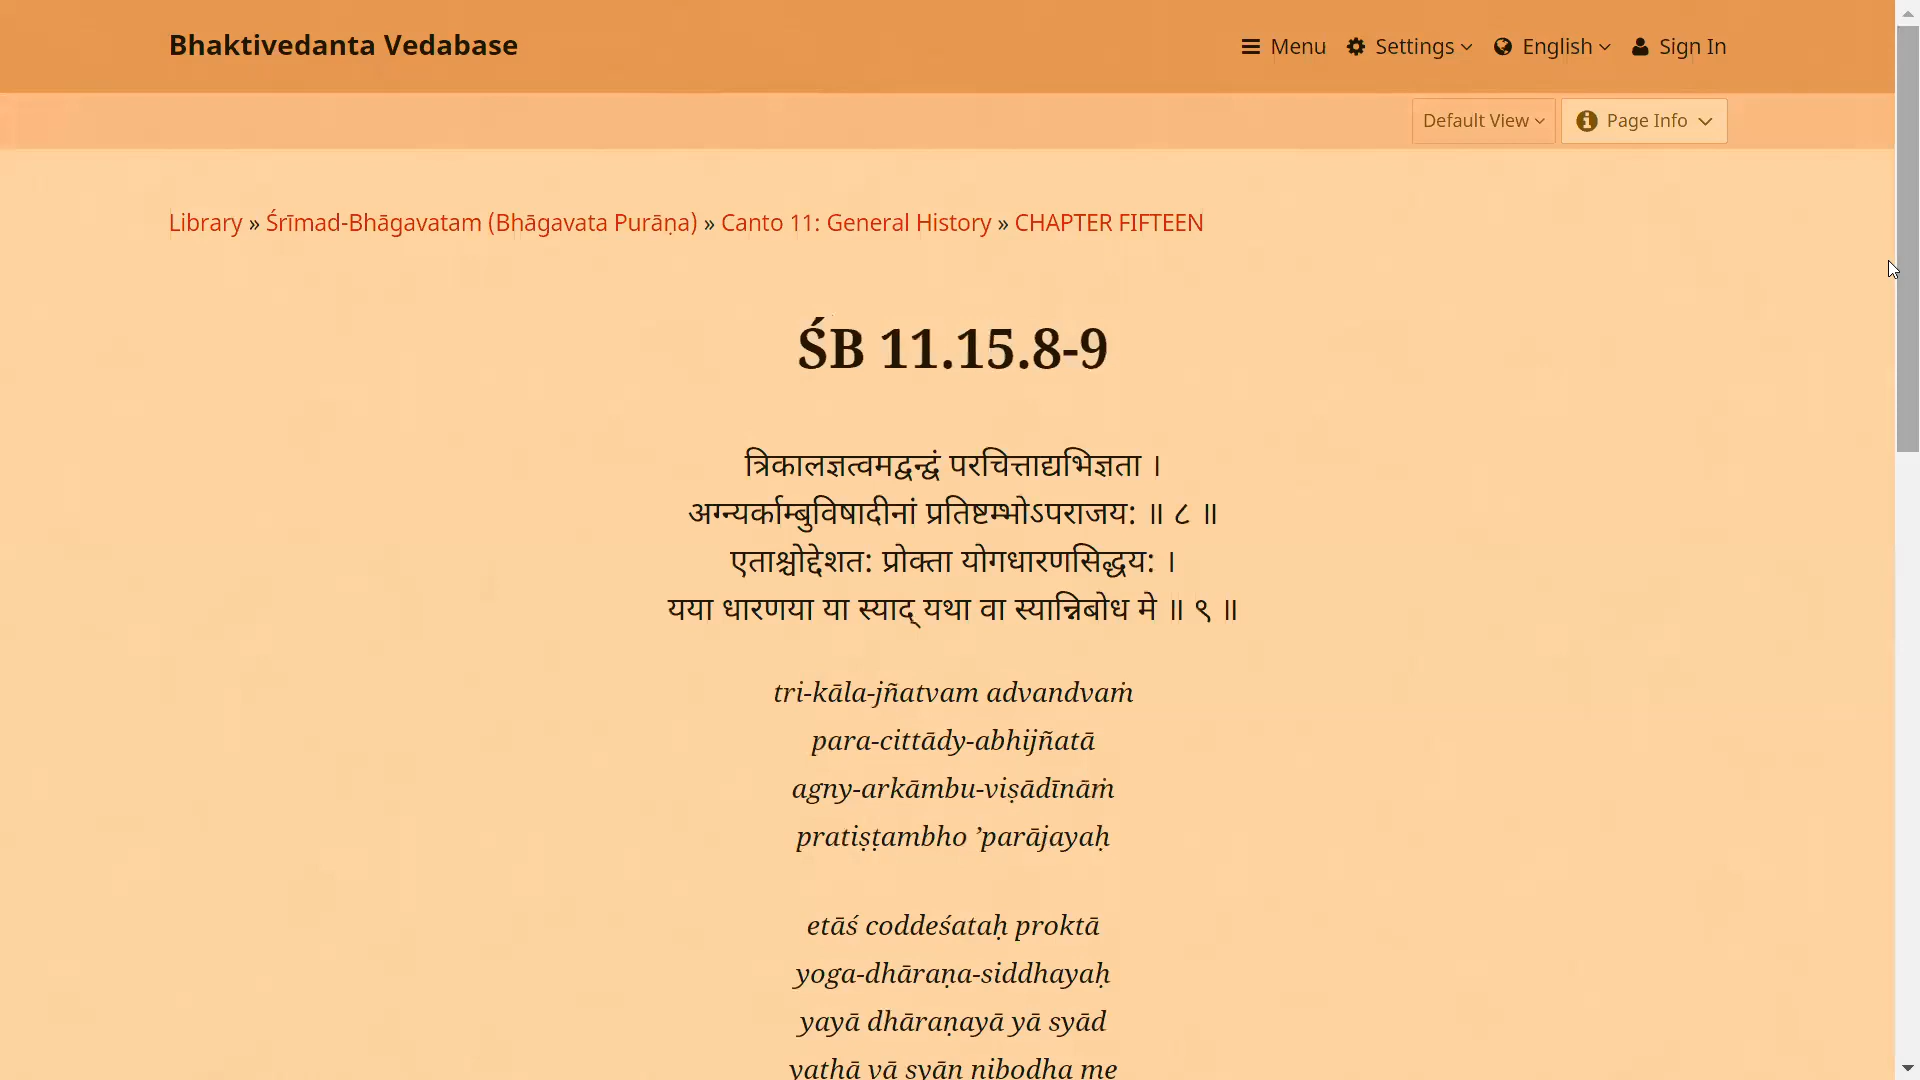 Bhaktivedanta Vedabase
Menu Settings English Sign In
Default View Page Info
Library » Śrīmad-Bhāgavatam (Bhāgavata Purāṇa) » Canto 11: General History » CHAPTER FIFTEEN
ŚB 11.15.8-9
त्रिकालज्ञत्वमद्वन्द्वं परचित्ताद्यभिज्ञता ।
अग्‍न्यर्काम्बुविषादीनां प्रतिष्टम्भोऽपराजय: ॥ ८ ॥
एताश्चोद्देशत: प्रोक्ता योगधारणसिद्धय: ।
यया धारणया या स्याद् यथा वा स्यान्निबोध मे ॥ ९ ॥
tri-kāla-jñatvam advandvaṁ
para-cittādy-abhijñatā
agny-arkāmbu-viṣādīnāṁ
pratiṣṭambho ’parājayaḥ
etāś coddeśataḥ proktā
yoga-dhāraṇa-siddhayaḥ
yayā dhāraṇayā yā syād
yathā vā syān nibodha me